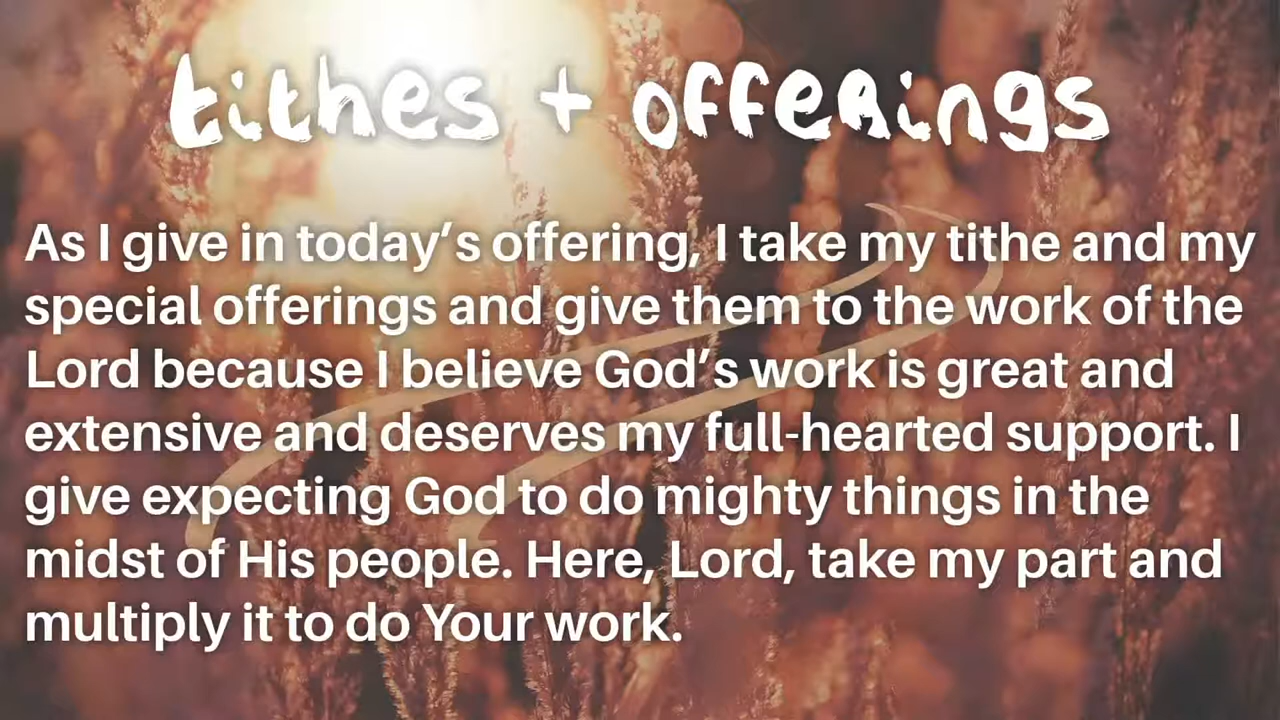 tithes + offerings
As I give in today’s offering, I take my tithe and my
special offerings and give them to the work of the
Lord because I believe God’s work is great and
extensive and deserves my full-hearted support. I
give expecting God to do mighty things in the
midst of His people. Here, Lord, take my part and
multiply it to do Your work.